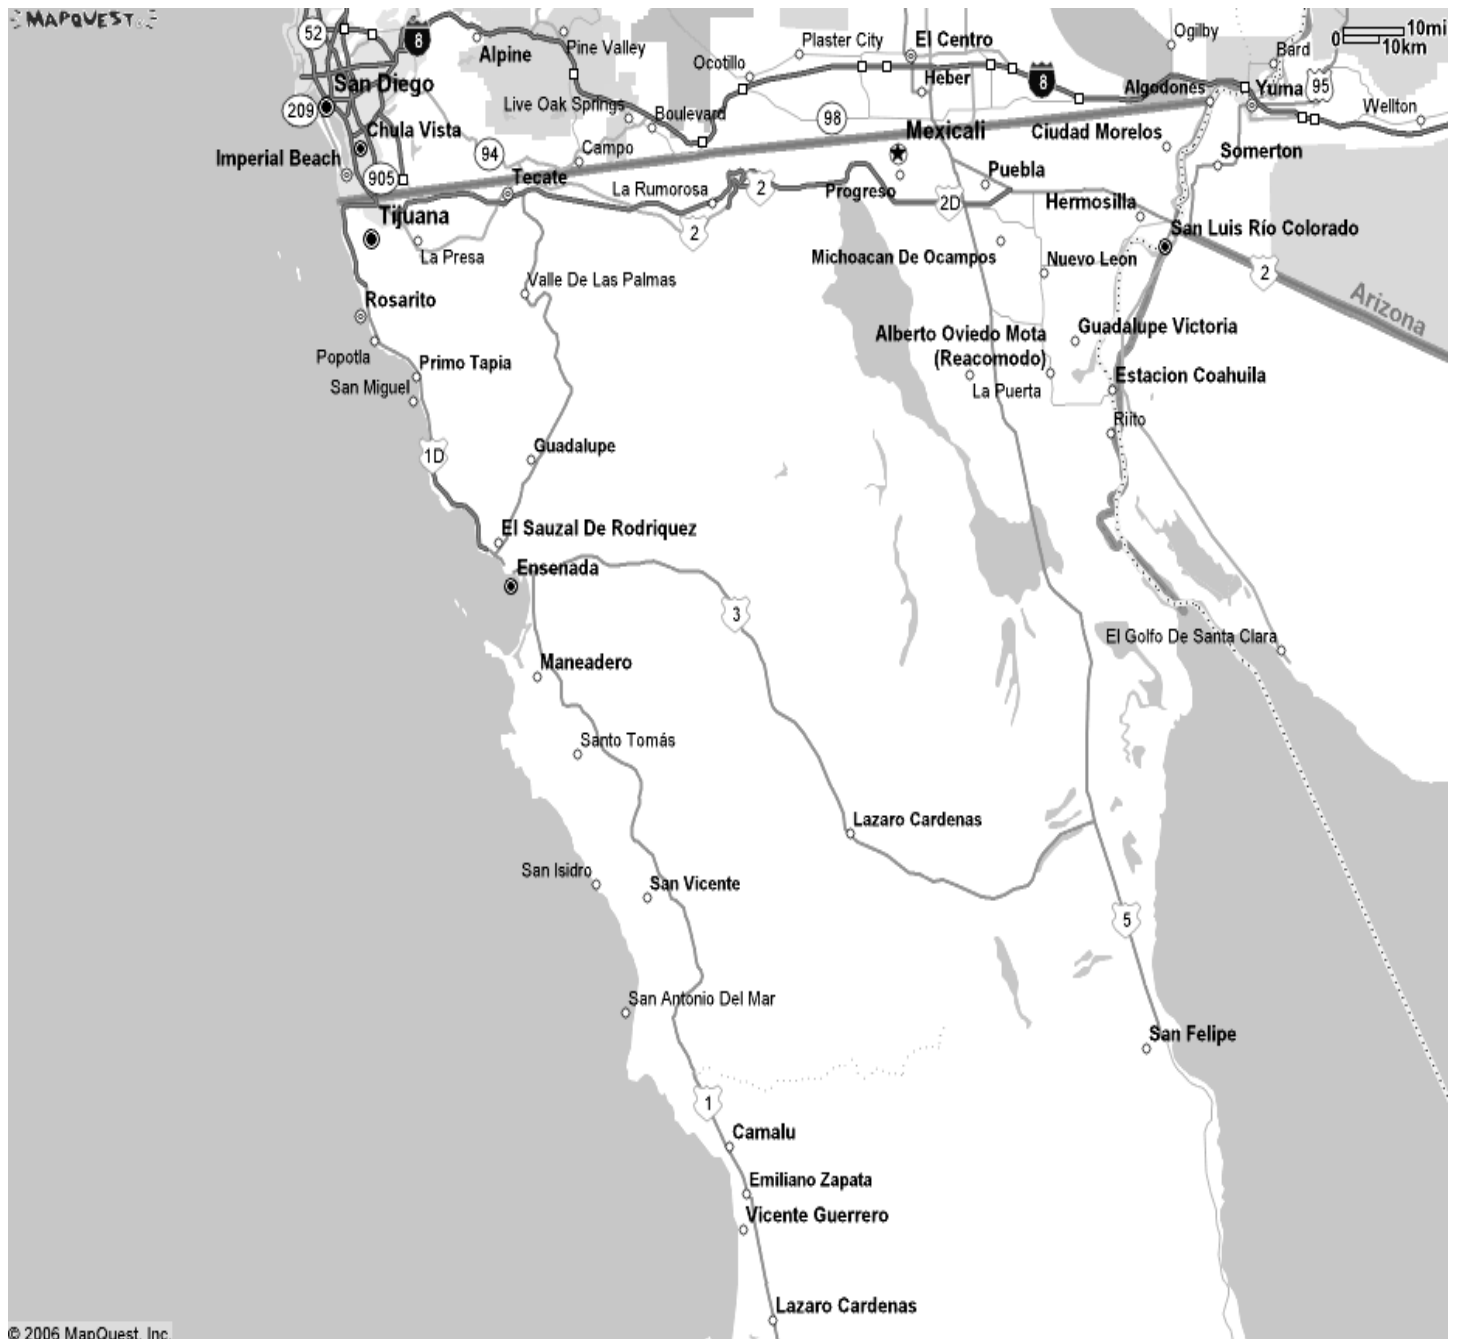 MAPQUEST
52
8
Alpine
Pine Valley
Plaster City
El Centro
Ogilby
10mi
0
10km
Bard
Ocotillo
San Diego
Heber
8
Algodones
Yuma
95
209
Live Oak Springs
Boulevard
98
Wellton
Chula Vista
Mexicali
Ciudad Morelos
Imperial Beach
94
Campo
Somerton
905
Tecate
La Rumorosa
2
Progreso
Puebla
2D
Hermosilla
Tijuana
2
San Luis Río Colorado
La Presa
Michoacan De Ocampos
Nuevo Leon
2
Valle De Las Palmas
Arizona
Rosarito
Alberto Oviedo Mota
(Reacomodo)
Guadalupe Victoria
Popotla
Primo Tapia
San Miguel
La Puerta
Estacion Coahuila
Riito
1D
Guadalupe
El Sauzal De Rodriquez
Ensenada
3
El Golfo De Santa Clara
Maneadero
Santo Tomás
Lazaro Cardenas
San Isidro
San Vicente
5
San Antonio Del Mar
San Felipe
1
Camalu
Emiliano Zapata
Vicente Guerrero
Lazaro Cardenas
© 2006 MapQuest, Inc.